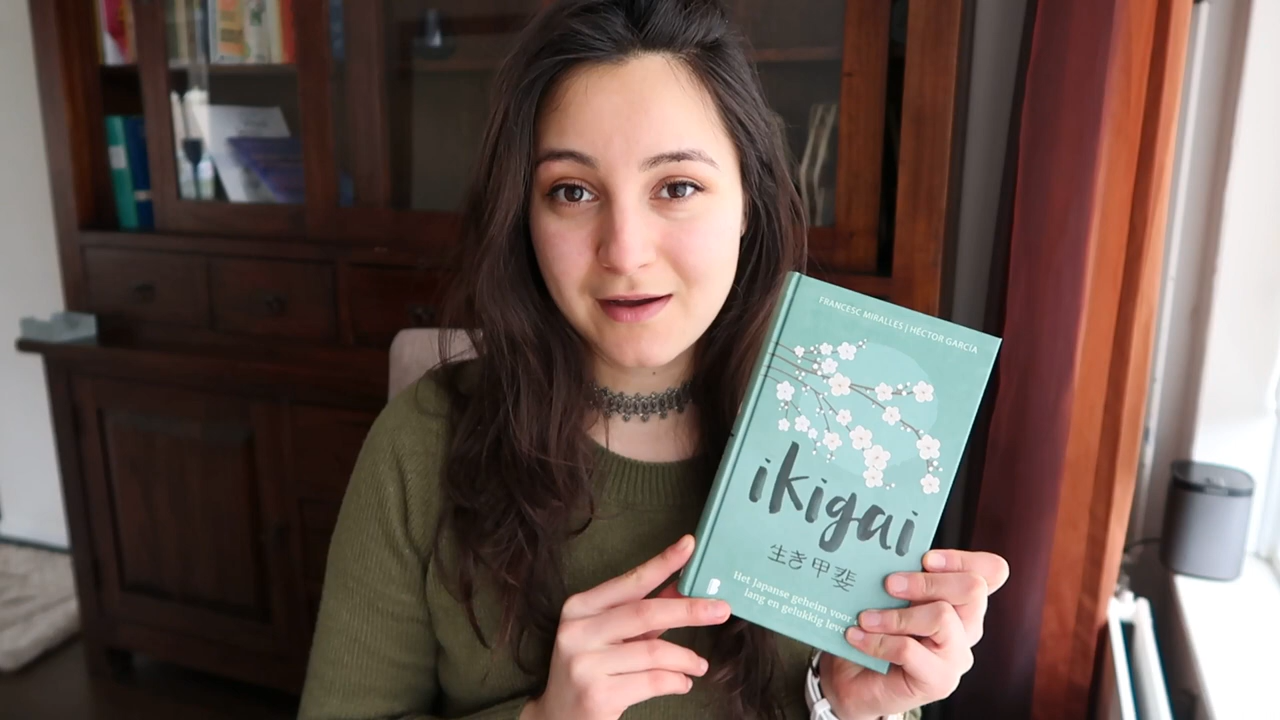 FRANCESC MIRALLES | HÉCTOR GARCÍA
ikigai
生き甲斐
Het Japanse geheim voor
lang en gelukkig